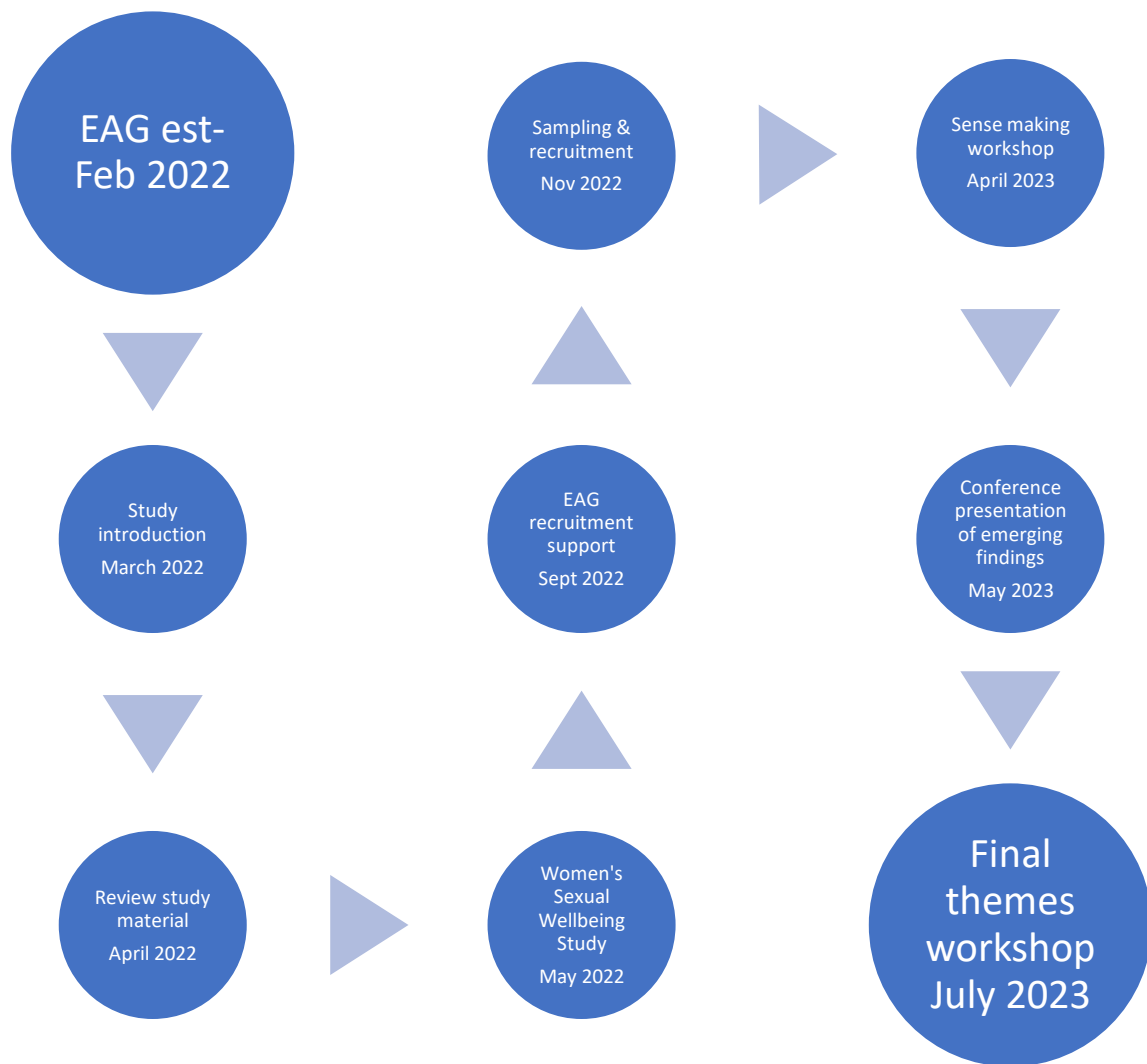 EAG est-
Feb 2022
Study
introduction
March 2022
Review study
material
April 2022
Women's
Sexual
Wellbeing
Study
May 2022
EAG
recruitment
support
Sept 2022
Sampling &
recruitment
Nov 2022
Sense making
workshop
April 2023
Conference
presentation
of emerging
findings
May 2023
Final
themes
workshop
July 2023